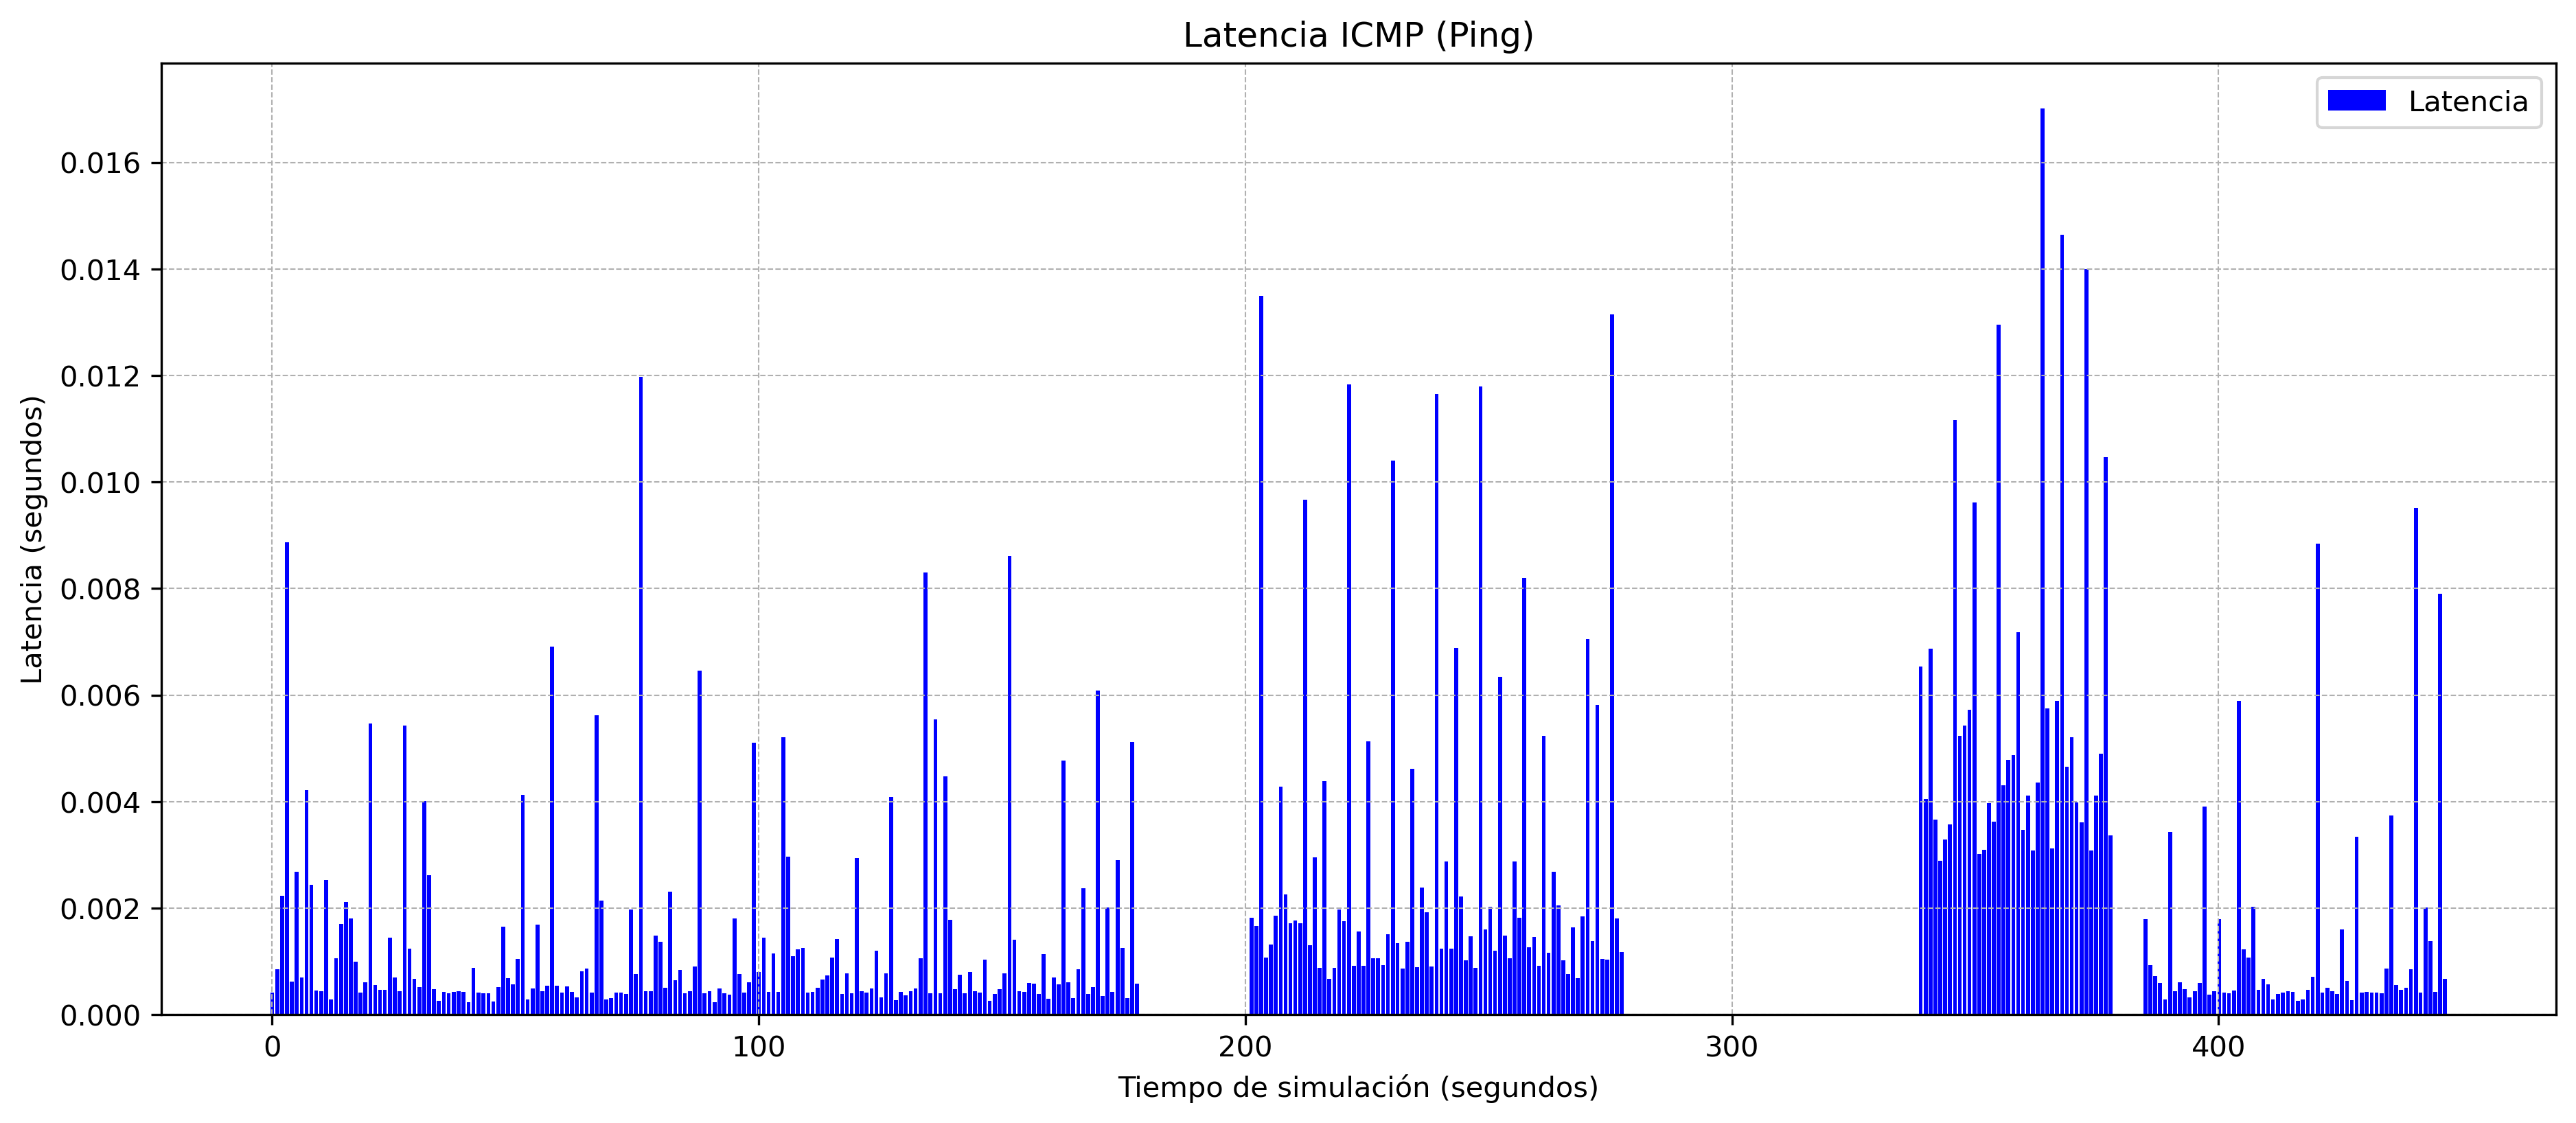 Latencia ICMP (Ping)
Latencia
Latencia (segundos)
0.016
0.014
0.012
0.010
0.008
0.006
0.004
0.002
0.000
0 100 200 300 400
Tiempo de simulación (segundos)